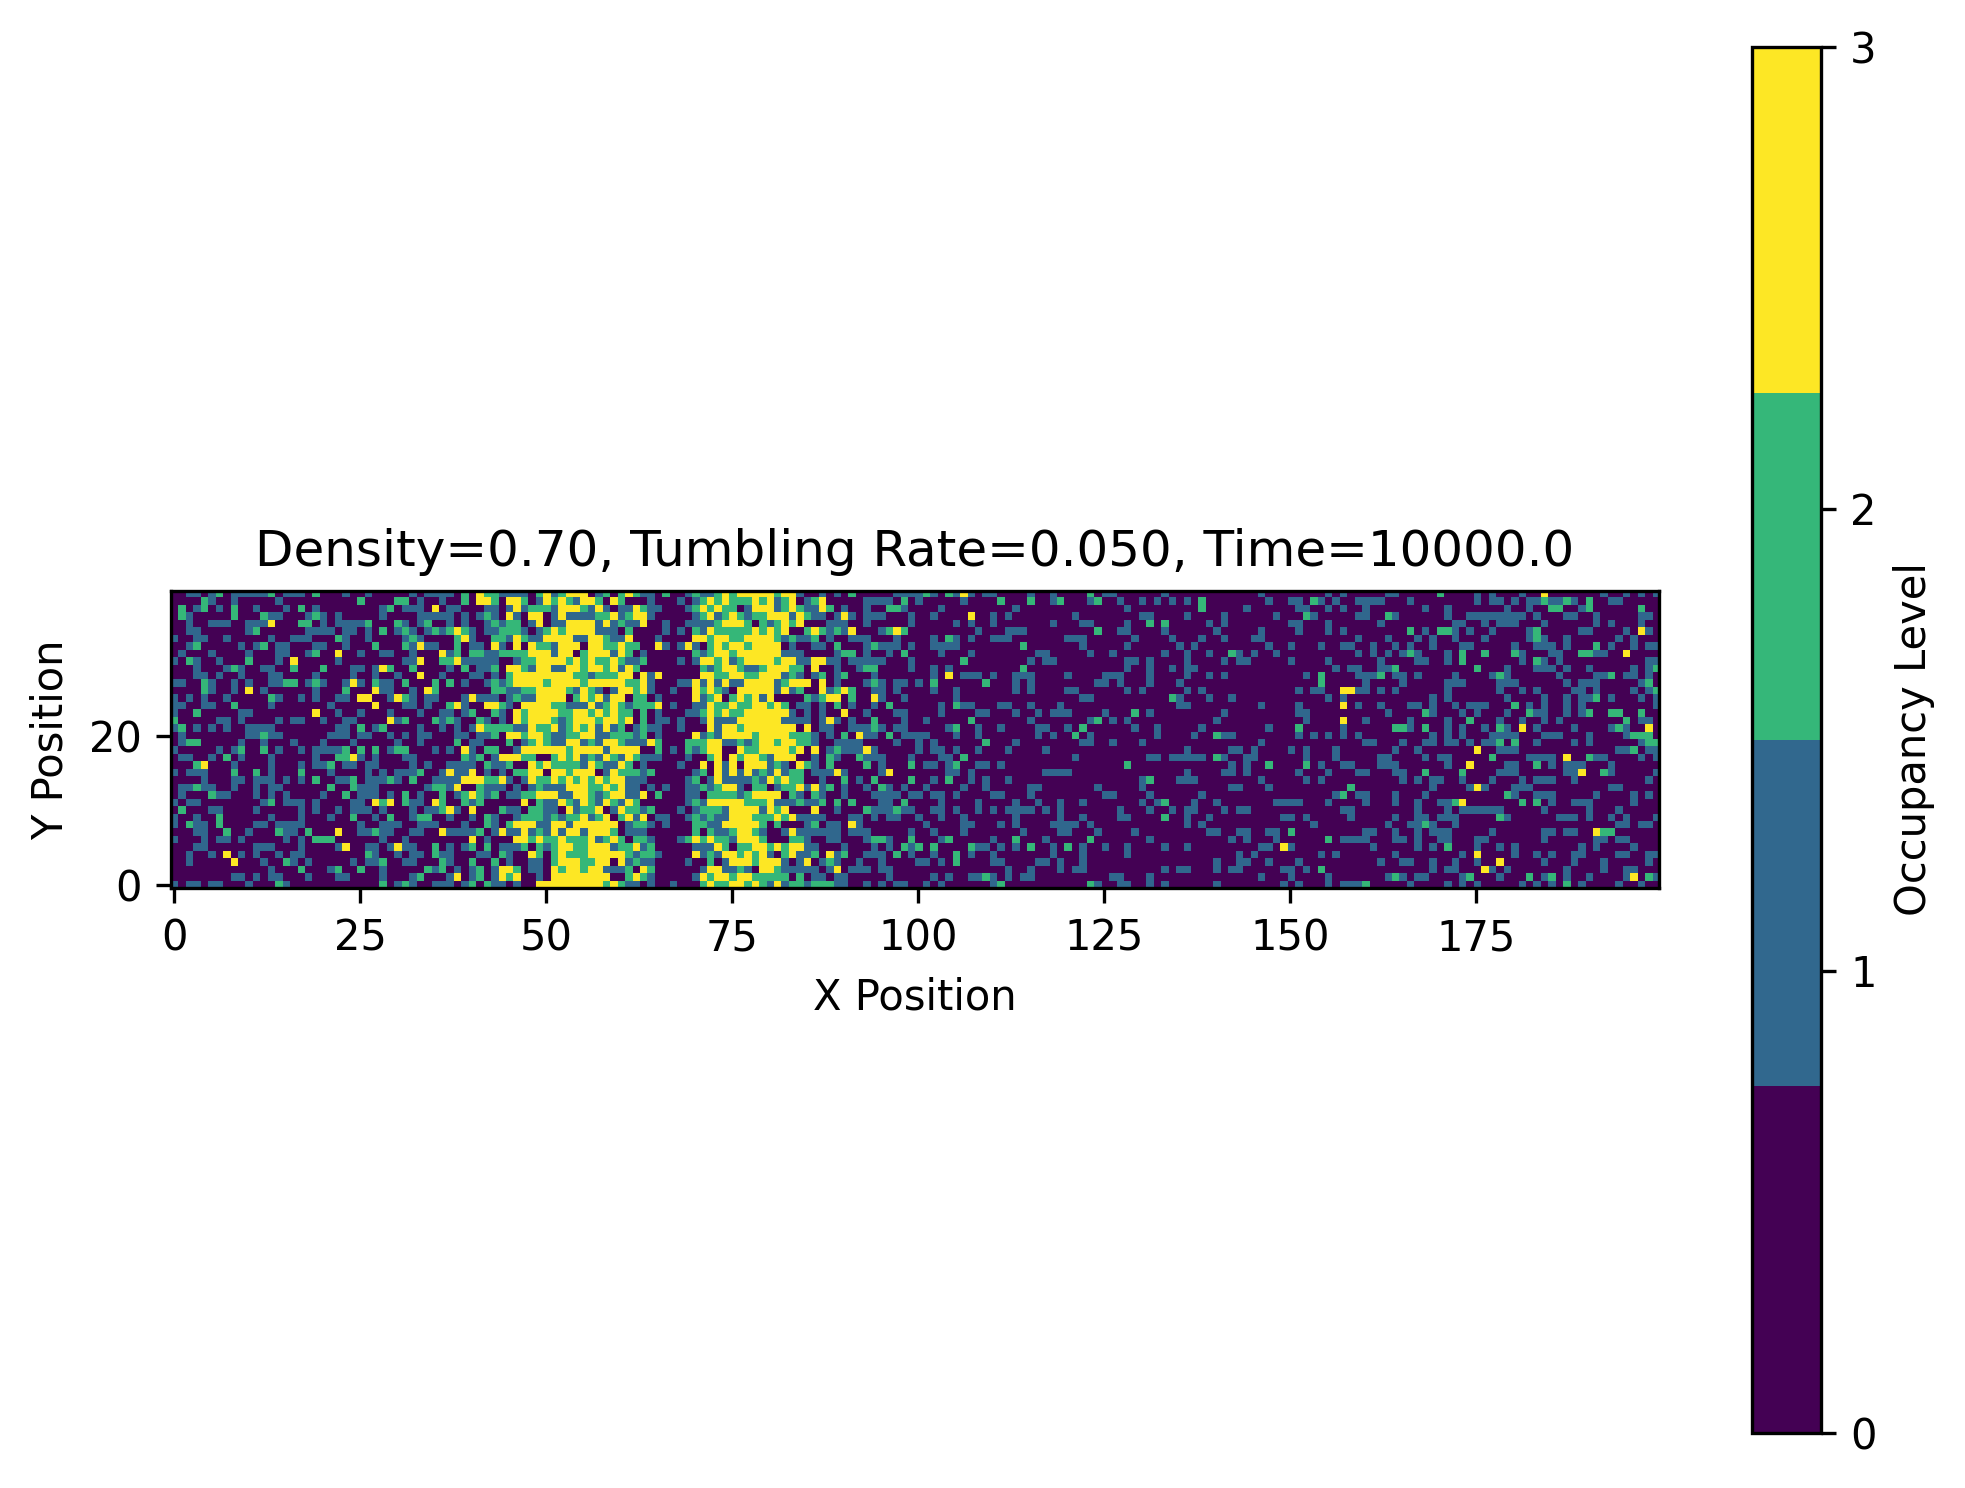 Density=0.70, Tumbling Rate=0.050, Time=10000.0
Y Position
20
0
0 25 50 75 100 125 150 175
X Position
3
2
1
0
Occupancy Level